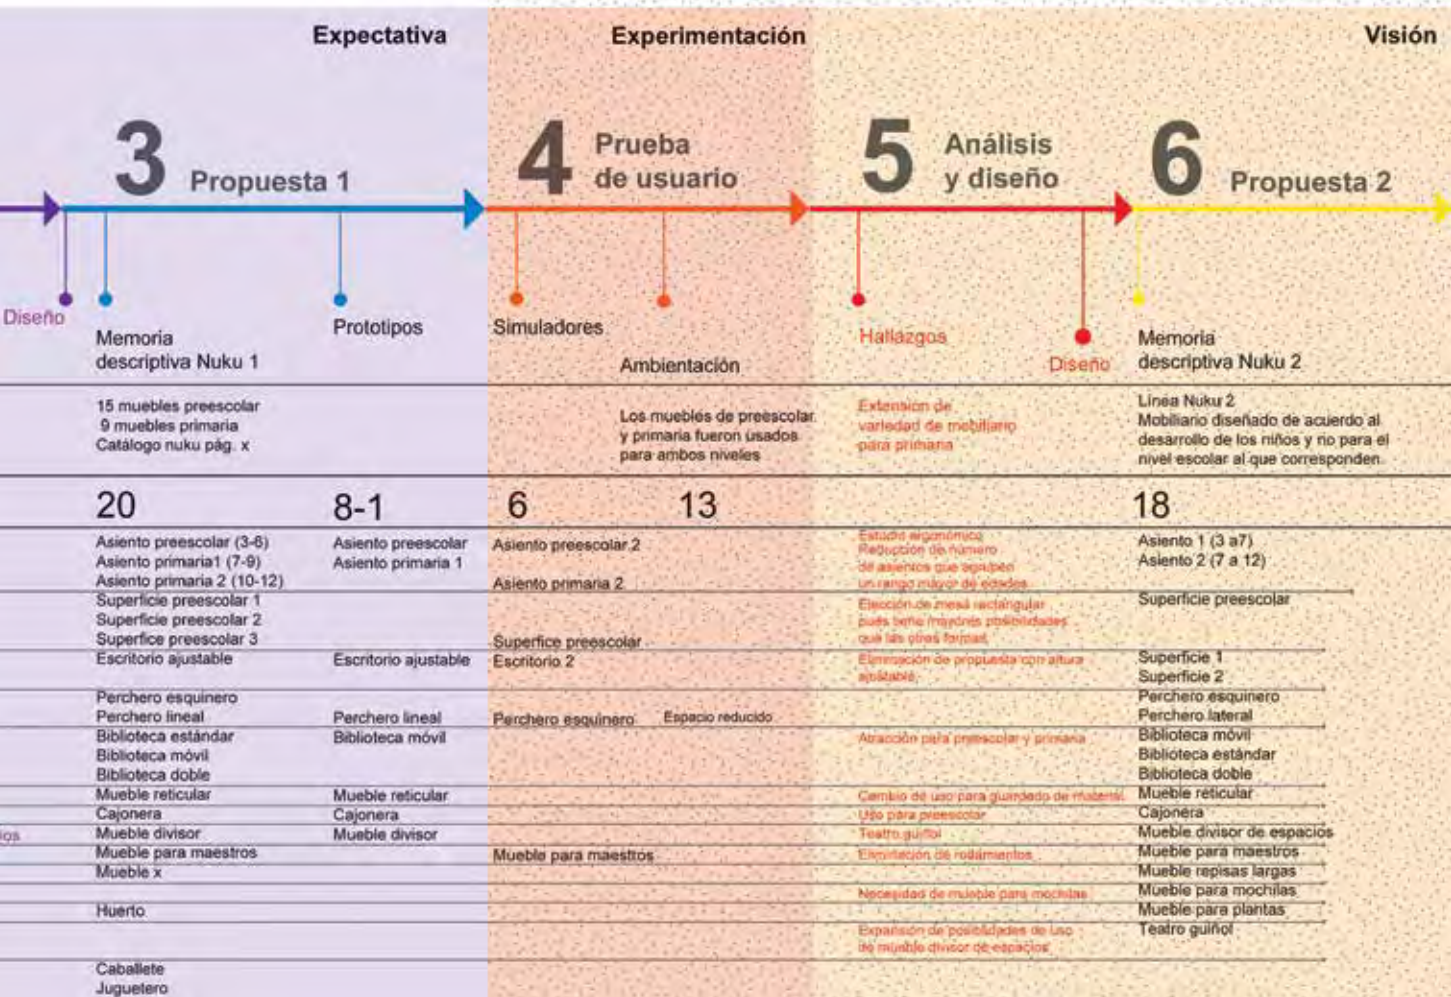 Expectativa
Experimentación
Visión
3 Propuesta 1
4 Prueba
de usuario
5 Análisis
y diseño
6 Propuesta 2
Diseño
Memoria
descriptiva Nuku 1
Prototipos
Simuladores
Ambientación
Hallazgos
Diseño
Memoria
descriptiva Nuku 2
15 muebles preescolar
9 muebles primaria
Catálogo nuku pág. x
Los muebles de preescolar
y primaria fueron usados
para ambos niveles
Extensión de
variedad de mobiliario
para primaria
Línea Nuku 2
Mobiliario diseñado de acuerdo al
desarrollo de los niños y no para el
nivel escolar al que corresponden.
20
Asiento preescolar (3-6)
Asiento primaria1 (7-9)
Asiento primaria 2 (10-12)
Superficie preescolar 1
Superficie preescolar 2
Superfice preescolar 3
Escritorio ajustable
Perchero esquinero
Perchero lineal
Biblioteca estándar
Biblioteca móvil
Biblioteca doble
Mueble reticular
Cajonera
Mueble divisor
Mueble para maestros
Mueble x
Huerto
Caballete
Juguetero
8-1
Asiento preescolar
Asiento primaria 1
Escritorio ajustable
Perchero lineal
Biblioteca móvil
Mueble reticular
Cajonera
Mueble divisor
6
Asiento preescolar 2
Asiento primaria 2
Superfice preescolar
Escritorio 2
Perchero esquinero
Mueble para maestros
13
Espacio reducido
Estudio ergonómico
Reducción de número
de asientos que agrupen
un rango mayor de edades
Elección de mesa rectangular
pues tiene mayores posibilidades
que las otras formas
Eliminación de propuesta con altura
ajustable
Atracción para preescolar y primaria
Cambio de uso para guardado de material
Uso para preescolar
Teatro guiñol
Eliminación de rodamientos
Necesidad de mueble para mochilas
Expansión de posibilidades de uso
de mueble divisor de espacios
18
Asiento 1 (3 a7)
Asiento 2 (7 a 12)
Superficie preescolar
Superficie 1
Superficie 2
Perchero esquinero
Perchero lateral
Biblioteca móvil
Biblioteca estándar
Biblioteca doble
Mueble reticular
Cajonera
Mueble divisor de espacios
Mueble para maestros
Mueble repisas largas
Mueble para mochilas
Mueble para plantas
Teatro guiñol